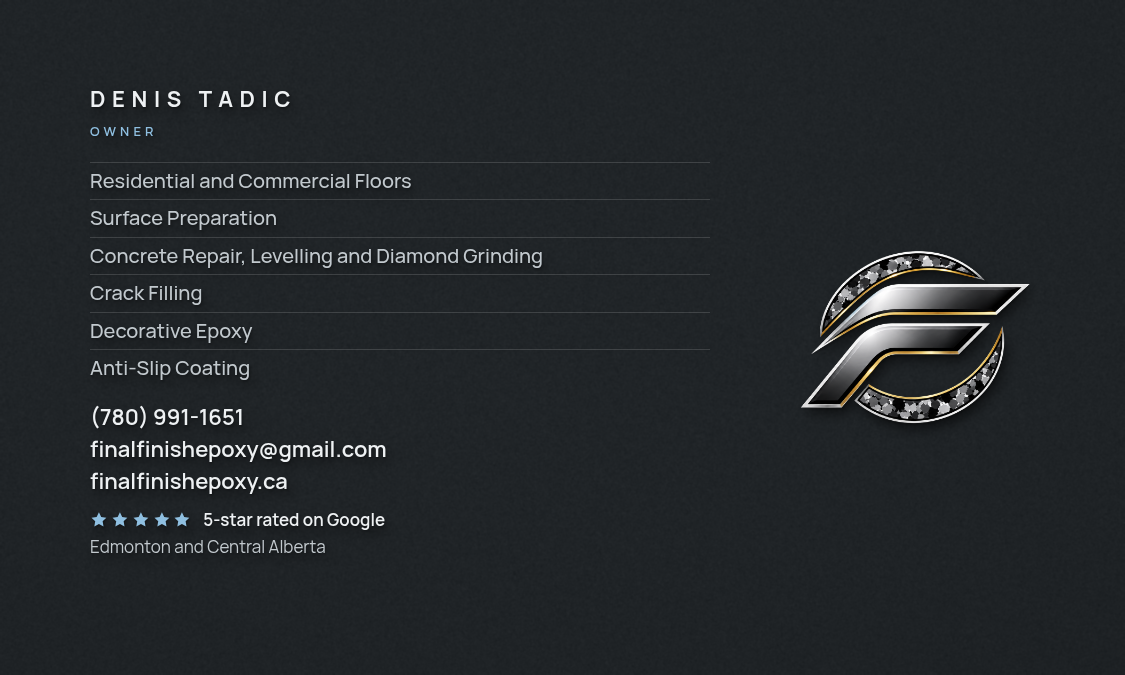 DENIS TADIC
OWNER
Residential and Commercial Floors
Surface Preparation
Concrete Repair, Levelling and Diamond Grinding
Crack Filling
Decorative Epoxy
Anti-Slip Coating
(780) 991-1651
finalfinishepoxy@gmail.com
finalfinishepoxy.ca
5-star rated on Google
Edmonton and Central Alberta